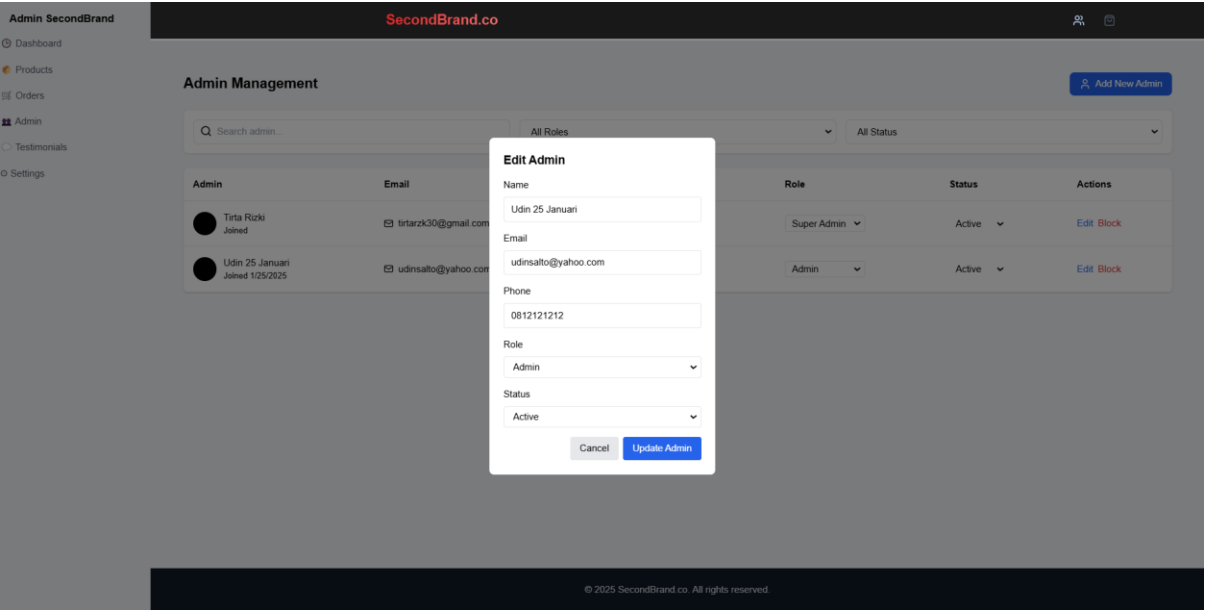 Admin SecondBrand
Dashboard
Products
Orders
Admin
Testimonials
Settings
SecondBrand.co
Admin Management
Add New Admin
Search admin...
All Roles
All Status
Admin Email Role Status Actions
Tirta Rizki
Joined
tirtarzk30@gmail.com
Super Admin
Active
Edit Block
Udin 25 Januari
Joined 1/25/2025
udinsalto@yahoo.com
Admin
Active
Edit Block
Edit Admin
Name
Udin 25 Januari
Email
udinsalto@yahoo.com
Phone
0812121212
Role
Admin
Status
Active
Cancel Update Admin
© 2025 SecondBrand.co. All rights reserved.